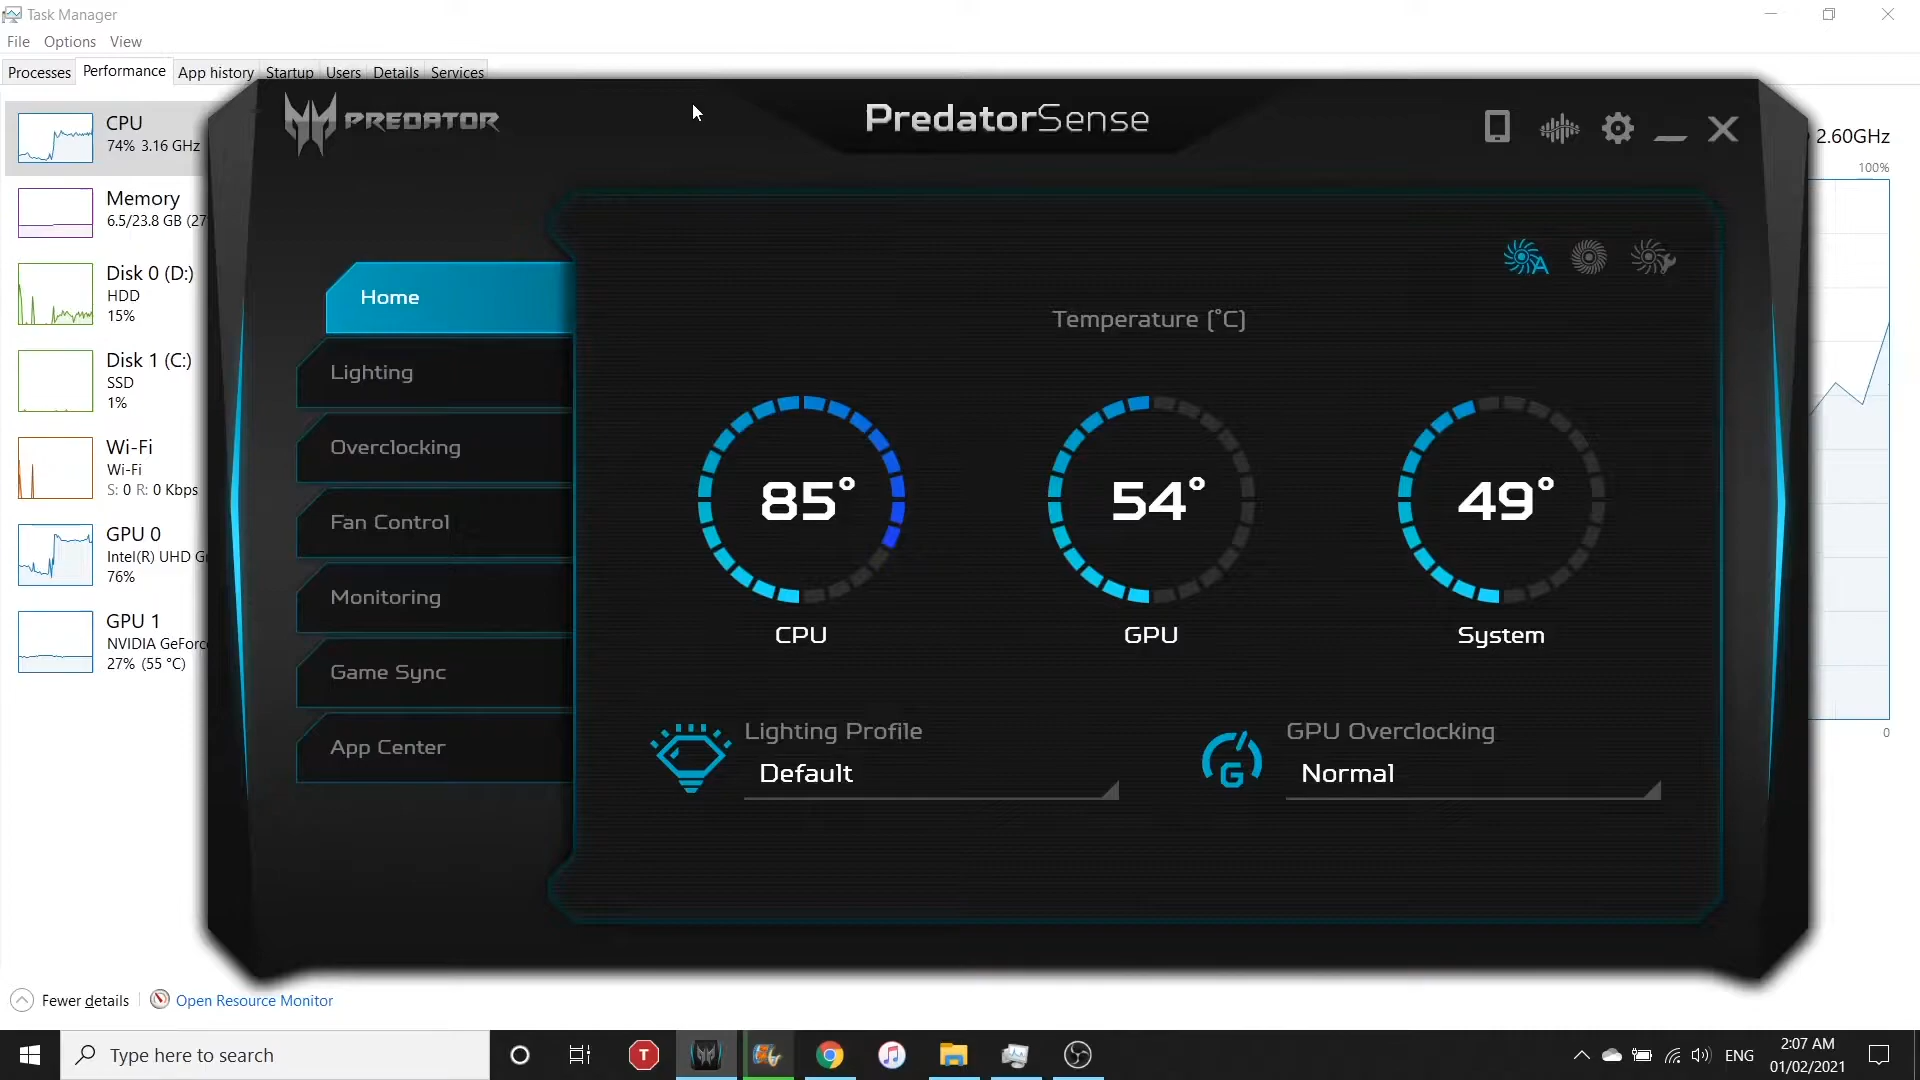 Task Manager
File Options View
Processes Performance App history Startup Users Details Services
CPU
74% 3.16 GHz
Memory
6.5/23.8 GB (27
Disk 0 (D:)
HDD
15%
Disk 1 (C:)
SSD
1%
Wi-Fi
Wi-Fi
S: 0 R: 0 Kbps
GPU 0
Intel(R) UHD Gr
76%
GPU 1
NVIDIA GeForc
27% (55 °C)
PREDATOR
PredatorSense
2.60GHz
100%
Home
Lighting
Overclocking
Fan Control
Monitoring
Game Sync
App Center
A
Temperature (°C)
85° 54° 49°
CPU GPU System
Lighting Profile
Default
G
GPU Overclocking
Normal
0
Fewer details Open Resource Monitor
Type here to search
T
ENG
2:07 AM
01/02/2021